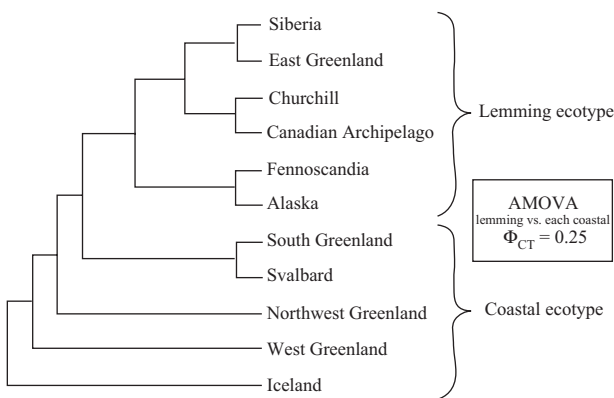 Siberia
East Greenland
Churchill
Canadian Archipelago
Fennoscandia
Alaska
South Greenland
Svalbard
Northwest Greenland
West Greenland
Iceland
Lemming ecotype
AMOVA
lemming vs. each coastal
ΦCT = 0.25
Coastal ecotype